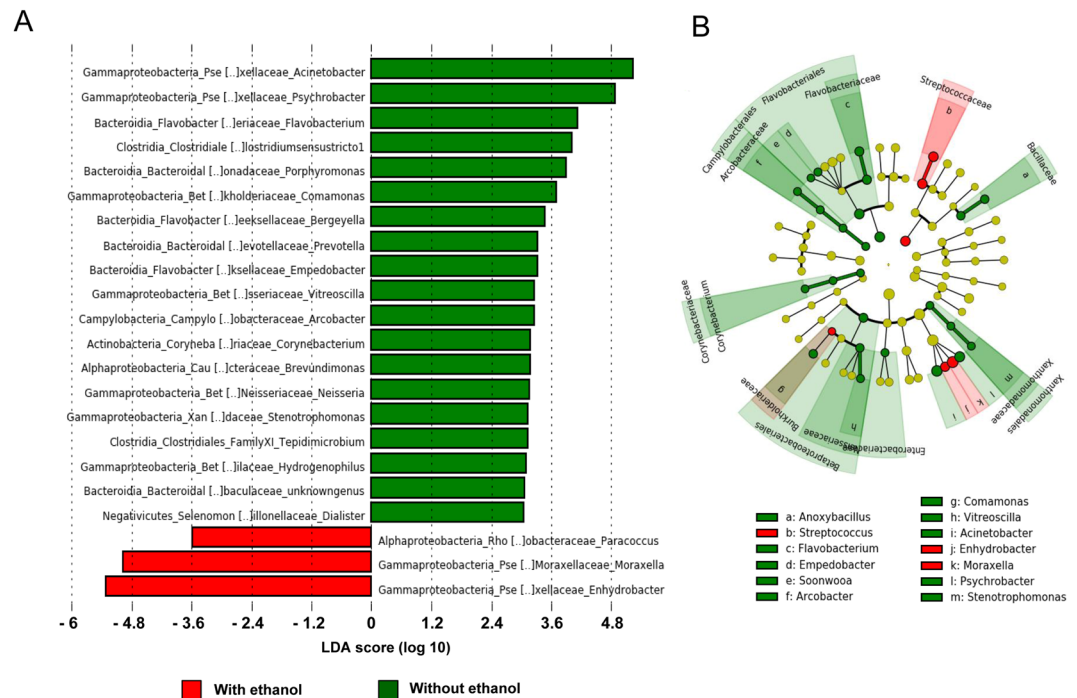 A
Gammaproteobacteria_Pse [..]xellaceae_Acinetobacter
Gammaproteobacteria_Pse [..]xellaceae_Psychrobacter
Bacteroidia_Flavobacter [..]eriaceae_Flavobacterium
Clostridia_Clostridiale [..]lostridiumsensustricto1
Bacteroidia_Bacteroidal [..]onadaceae_Porphyromonas
Gammaproteobacteria_Bet [..]kholderiaceae_Comamonas
Bacteroidia_Flavobacter [..]eeksellaceae_Bergeyella
Bacteroidia_Bacteroidal [..]evotellaceae_Prevotella
Bacteroidia_Flavobacter [..]ksellaceae_Empedobacter
Gammaproteobacteria_Bet [..]sseriaceae_Vitreoscilla
Campylobacteria_Campylo [..]obacteraceae_Arcobacter
Actinobacteria_Coryneba [..]riaceae_Corynebacterium
Alphaproteobacteria_Cau [..]cteraceae_Brevundimonas
Gammaproteobacteria_Bet [..]Neisseriaceae_Neisseria
Gammaproteobacteria_Xan [..]daceae_Stenotrophomonas
Clostridia_Clostridiales_FamilyXI_Tepidimicrobium
Gammaproteobacteria_Bet [..]ilaceae_Hydrogenophilus
Bacteroidia_Bacteroidal [..]baculaceae_unknowngenus
Negativicutes_Selenomon [..]illonellaceae_Dialister
Alphaproteobacteria_Rho [..]obacteraceae_Paracoccus
Gammaproteobacteria_Pse [..]Moraxellaceae_Moraxella
Gammaproteobacteria_Pse [..]xellaceae_Enhydrobacter
- 6 - 4.8 - 3.6 - 2.4 - 1.2 0 1.2 2.4 3.6 4.8
LDA score (log 10)
With ethanol
Without ethanol
B
Flavobacteriales
Flavobacteriaceae
Streptococcaceae
Bacillaceae
Campylobacterales
Arcobacteraceae
c
b
a
d
e
f
Corynebacteriaceae
Corynebacterium
g
Burkholderiaceae
Betaproteobacteriales
h
Neisseriaceae
Enterobacteriaceae
i
j
k
l
m
Xanthomonadaceae
Xanthomonadales
a: Anoxybacillus
b: Streptococcus
c: Flavobacterium
d: Empedobacter
e: Soonwooa
f: Arcobacter
g: Comamonas
h: Vitreoscilla
i: Acinetobacter
j: Enhydrobacter
k: Moraxella
l: Psychrobacter
m: Stenotrophomonas